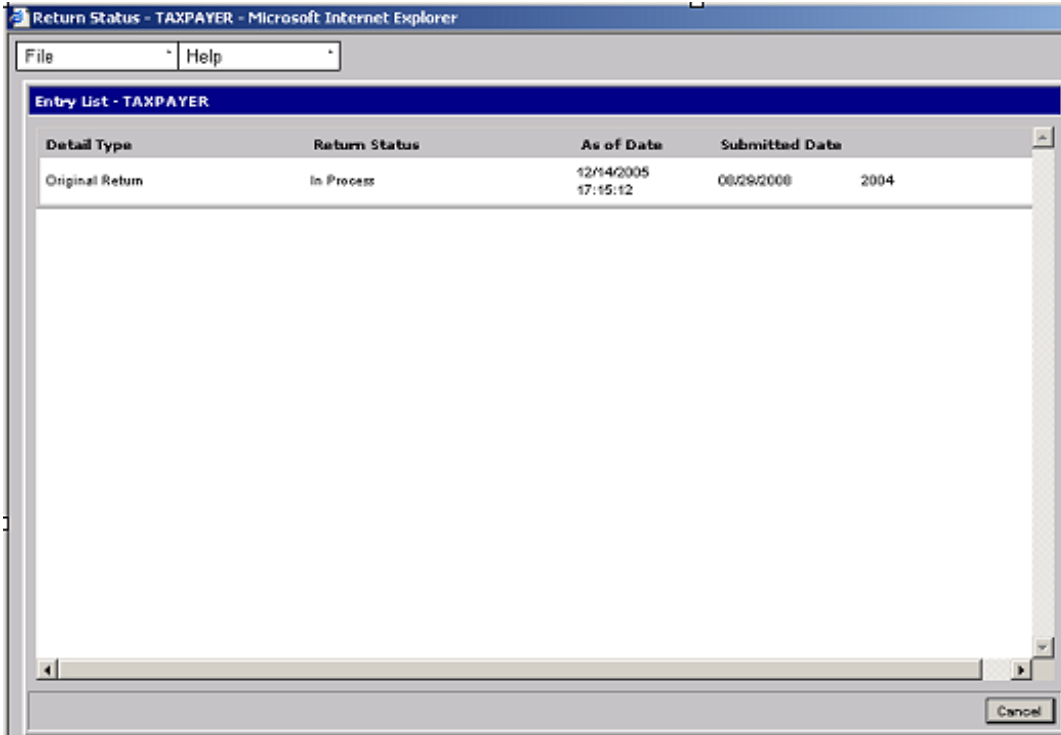 Return Status - TAXPAYER - Microsoft Internet Explorer
File Help
Entry List - TAXPAYER
Detail Type Return Status As of Date Submitted Date
Original Return In Process 12/14/2005 08/29/2008 2004
17:15:12
Cancel